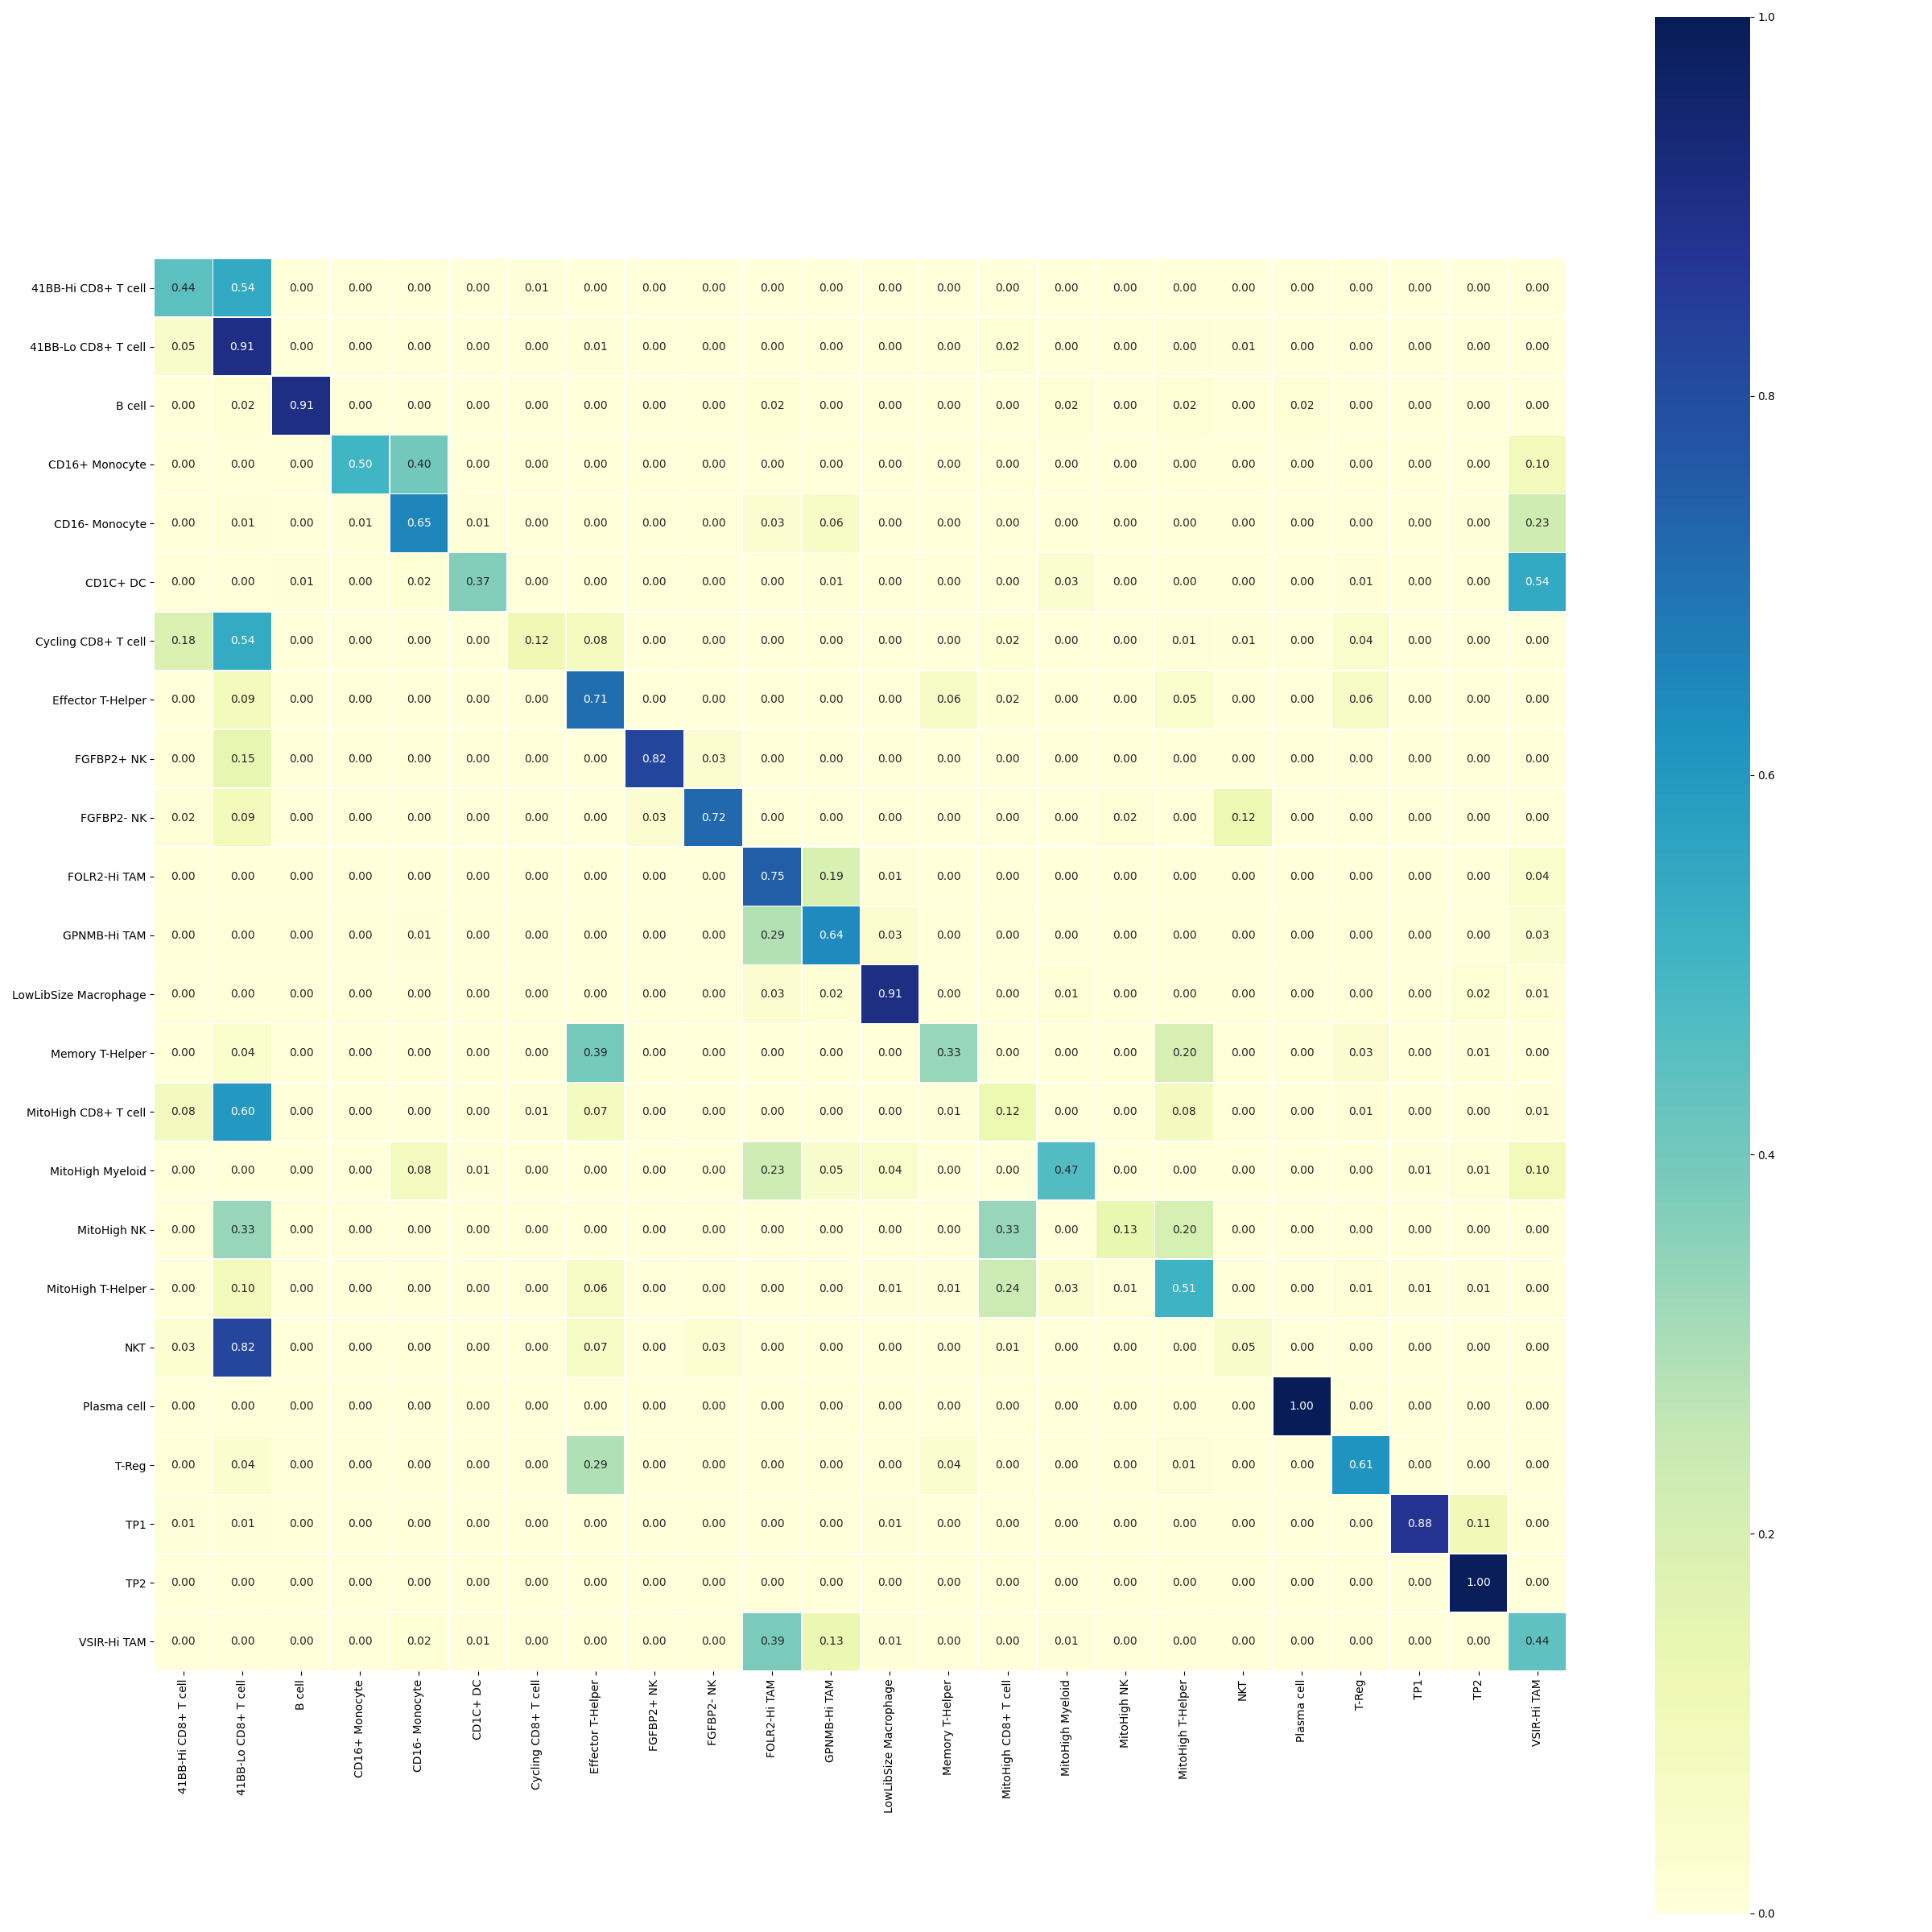 1.0
41BB-Hi CD8+ T cell 0.44 0.54 0.00 0.00 0.00 0.00 0.01 0.00 0.00 0.00 0.00 0.00 0.00 0.00 0.00 0.00 0.00 0.00 0.00 0.00 0.00 0.00 0.00 0.00
41BB-Lo CD8+ T cell 0.05 0.91 0.00 0.00 0.00 0.00 0.00 0.01 0.00 0.00 0.00 0.00 0.00 0.00 0.02 0.00 0.00 0.00 0.01 0.00 0.00 0.00 0.00 0.00
0.8
B cell 0.00 0.02 0.91 0.00 0.00 0.00 0.00 0.00 0.00 0.00 0.02 0.00 0.00 0.00 0.00 0.02 0.00 0.02 0.00 0.02 0.00 0.00 0.00 0.00
CD16+ Monocyte 0.00 0.00 0.00 0.50 0.40 0.00 0.00 0.00 0.00 0.00 0.00 0.00 0.00 0.00 0.00 0.00 0.00 0.00 0.00 0.00 0.00 0.00 0.00 0.10
CD16- Monocyte 0.00 0.01 0.00 0.01 0.65 0.01 0.00 0.00 0.00 0.00 0.03 0.06 0.00 0.00 0.00 0.00 0.00 0.00 0.00 0.00 0.00 0.00 0.00 0.23
CD1C+ DC 0.00 0.00 0.01 0.00 0.02 0.37 0.00 0.00 0.00 0.00 0.00 0.01 0.00 0.00 0.00 0.03 0.00 0.00 0.00 0.00 0.01 0.00 0.00 0.54
Cycling CD8+ T cell 0.18 0.54 0.00 0.00 0.00 0.00 0.12 0.08 0.00 0.00 0.00 0.00 0.00 0.00 0.02 0.00 0.00 0.01 0.01 0.00 0.04 0.00 0.00 0.00
Effector T-Helper 0.00 0.09 0.00 0.00 0.00 0.00 0.00 0.71 0.00 0.00 0.00 0.00 0.00 0.06 0.02 0.00 0.00 0.05 0.00 0.00 0.06 0.00 0.00 0.00
FGFBP2+ NK 0.00 0.15 0.00 0.00 0.00 0.00 0.00 0.00 0.82 0.03 0.00 0.00 0.00 0.00 0.00 0.00 0.00 0.00 0.00 0.00 0.00 0.00 0.00 0.00
0.6
FGFBP2- NK 0.02 0.09 0.00 0.00 0.00 0.00 0.00 0.00 0.03 0.72 0.00 0.00 0.00 0.00 0.00 0.00 0.02 0.00 0.12 0.00 0.00 0.00 0.00 0.00
FOLR2-Hi TAM 0.00 0.00 0.00 0.00 0.00 0.00 0.00 0.00 0.00 0.00 0.75 0.19 0.01 0.00 0.00 0.00 0.00 0.00 0.00 0.00 0.00 0.00 0.00 0.04
GPNMB-Hi TAM 0.00 0.00 0.00 0.00 0.01 0.00 0.00 0.00 0.00 0.00 0.29 0.64 0.03 0.00 0.00 0.00 0.00 0.00 0.00 0.00 0.00 0.00 0.00 0.03
LowLibSize Macrophage 0.00 0.00 0.00 0.00 0.00 0.00 0.00 0.00 0.00 0.00 0.03 0.02 0.91 0.00 0.00 0.01 0.00 0.00 0.00 0.00 0.00 0.00 0.02 0.01
Memory T-Helper 0.00 0.04 0.00 0.00 0.00 0.00 0.00 0.39 0.00 0.00 0.00 0.00 0.00 0.33 0.00 0.00 0.00 0.20 0.00 0.00 0.03 0.00 0.01 0.00
MitoHigh CD8+ T cell 0.08 0.60 0.00 0.00 0.00 0.00 0.01 0.07 0.00 0.00 0.00 0.00 0.00 0.01 0.12 0.00 0.00 0.08 0.00 0.00 0.01 0.00 0.00 0.01
0.4
MitoHigh Myeloid 0.00 0.00 0.00 0.00 0.08 0.01 0.00 0.00 0.00 0.00 0.23 0.05 0.04 0.00 0.00 0.47 0.00 0.00 0.00 0.00 0.00 0.01 0.01 0.10
MitoHigh NK 0.00 0.33 0.00 0.00 0.00 0.00 0.00 0.00 0.00 0.00 0.00 0.00 0.00 0.00 0.33 0.00 0.13 0.20 0.00 0.00 0.00 0.00 0.00 0.00
MitoHigh T-Helper 0.00 0.10 0.00 0.00 0.00 0.00 0.00 0.06 0.00 0.00 0.00 0.00 0.01 0.01 0.24 0.03 0.01 0.51 0.00 0.00 0.01 0.01 0.01 0.00
NKT 0.03 0.82 0.00 0.00 0.00 0.00 0.00 0.07 0.00 0.03 0.00 0.00 0.00 0.00 0.01 0.00 0.00 0.00 0.05 0.00 0.00 0.00 0.00 0.00
Plasma cell 0.00 0.00 0.00 0.00 0.00 0.00 0.00 0.00 0.00 0.00 0.00 0.00 0.00 0.00 0.00 0.00 0.00 0.00 0.00 1.00 0.00 0.00 0.00 0.00
T-Reg 0.00 0.04 0.00 0.00 0.00 0.00 0.00 0.29 0.00 0.00 0.00 0.00 0.00 0.04 0.00 0.00 0.00 0.01 0.00 0.00 0.61 0.00 0.00 0.00
TP1 0.01 0.01 0.00 0.00 0.00 0.00 0.00 0.00 0.00 0.00 0.00 0.00 0.01 0.00 0.00 0.00 0.00 0.00 0.00 0.00 0.00 0.88 0.11 0.00
0.2
TP2 0.00 0.00 0.00 0.00 0.00 0.00 0.00 0.00 0.00 0.00 0.00 0.00 0.00 0.00 0.00 0.00 0.00 0.00 0.00 0.00 0.00 0.00 1.00 0.00
VSIR-Hi TAM 0.00 0.00 0.00 0.00 0.02 0.01 0.00 0.00 0.00 0.00 0.39 0.13 0.01 0.00 0.00 0.01 0.00 0.00 0.00 0.00 0.00 0.00 0.00 0.44
41BB-Hi CD8+ T cell
41BB-Lo CD8+ T cell
B cell
CD16+ Monocyte
CD16- Monocyte
CD1C+ DC
Cycling CD8+ T cell
Effector T-Helper
FGFBP2+ NK
FGFBP2- NK
FOLR2-Hi TAM
GPNMB-Hi TAM
LowLibSize Macrophage
Memory T-Helper
MitoHigh CD8+ T cell
MitoHigh Myeloid
MitoHigh NK
MitoHigh T-Helper
NKT
Plasma cell
T-Reg
TP1
TP2
VSIR-Hi TAM
0.0